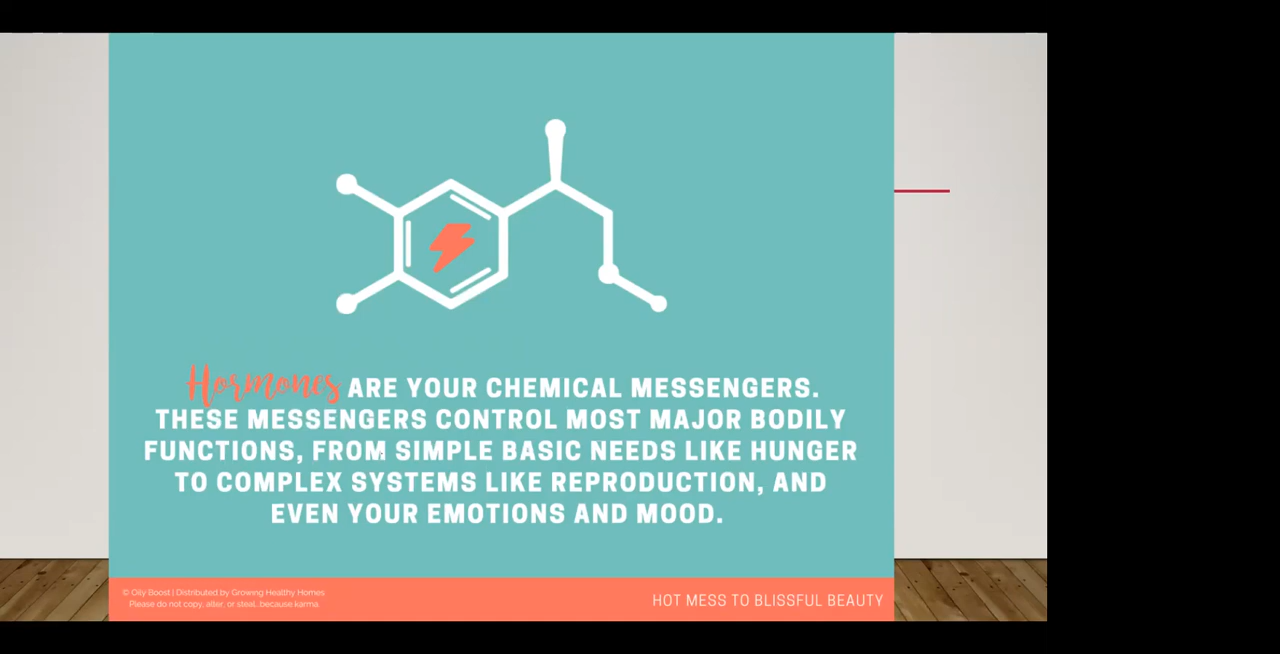 Hormones ARE YOUR CHEMICAL MESSENGERS.
THESE MESSENGERS CONTROL MOST MAJOR BODILY
FUNCTIONS, FROM SIMPLE BASIC NEEDS LIKE HUNGER
TO COMPLEX SYSTEMS LIKE REPRODUCTION, AND
EVEN YOUR EMOTIONS AND MOOD.
© Oily Boost | Distributed by Growing Healthy Homes
Please do not copy, alter, or steal...because karma.
HOT MESS TO BLISSFUL BEAUTY